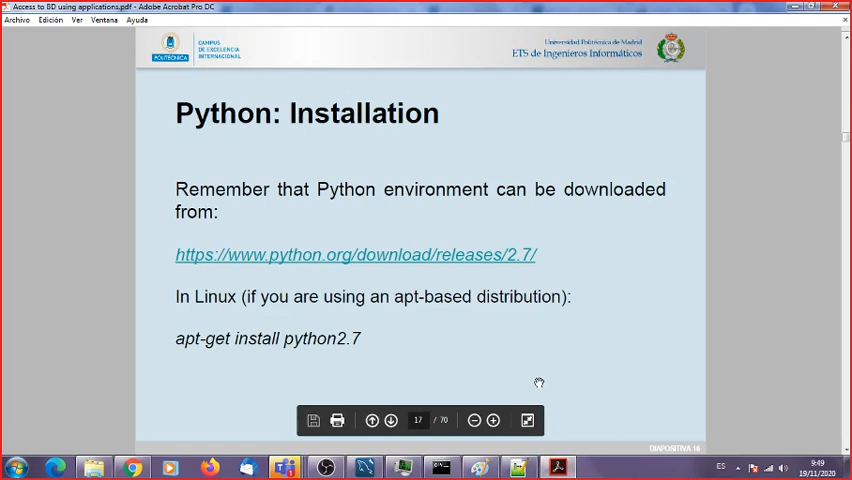 Access to BD using applications.pdf - Adobe Acrobat Pro DC
Archivo Edición Ver Ventana Ayuda
POLITÉCNICA
CAMPUS
DE EXCELENCIA
INTERNACIONAL
Universidad Politécnica de Madrid
ETS de Ingenieros Informáticos
Python: Installation
Remember that Python environment can be downloaded
from:
https://www.python.org/download/releases/2.7/
In Linux (if you are using an apt-based distribution):
apt-get install python2.7
17 / 70
DIAPOSITIVA 16
ES
9:49
19/11/2020